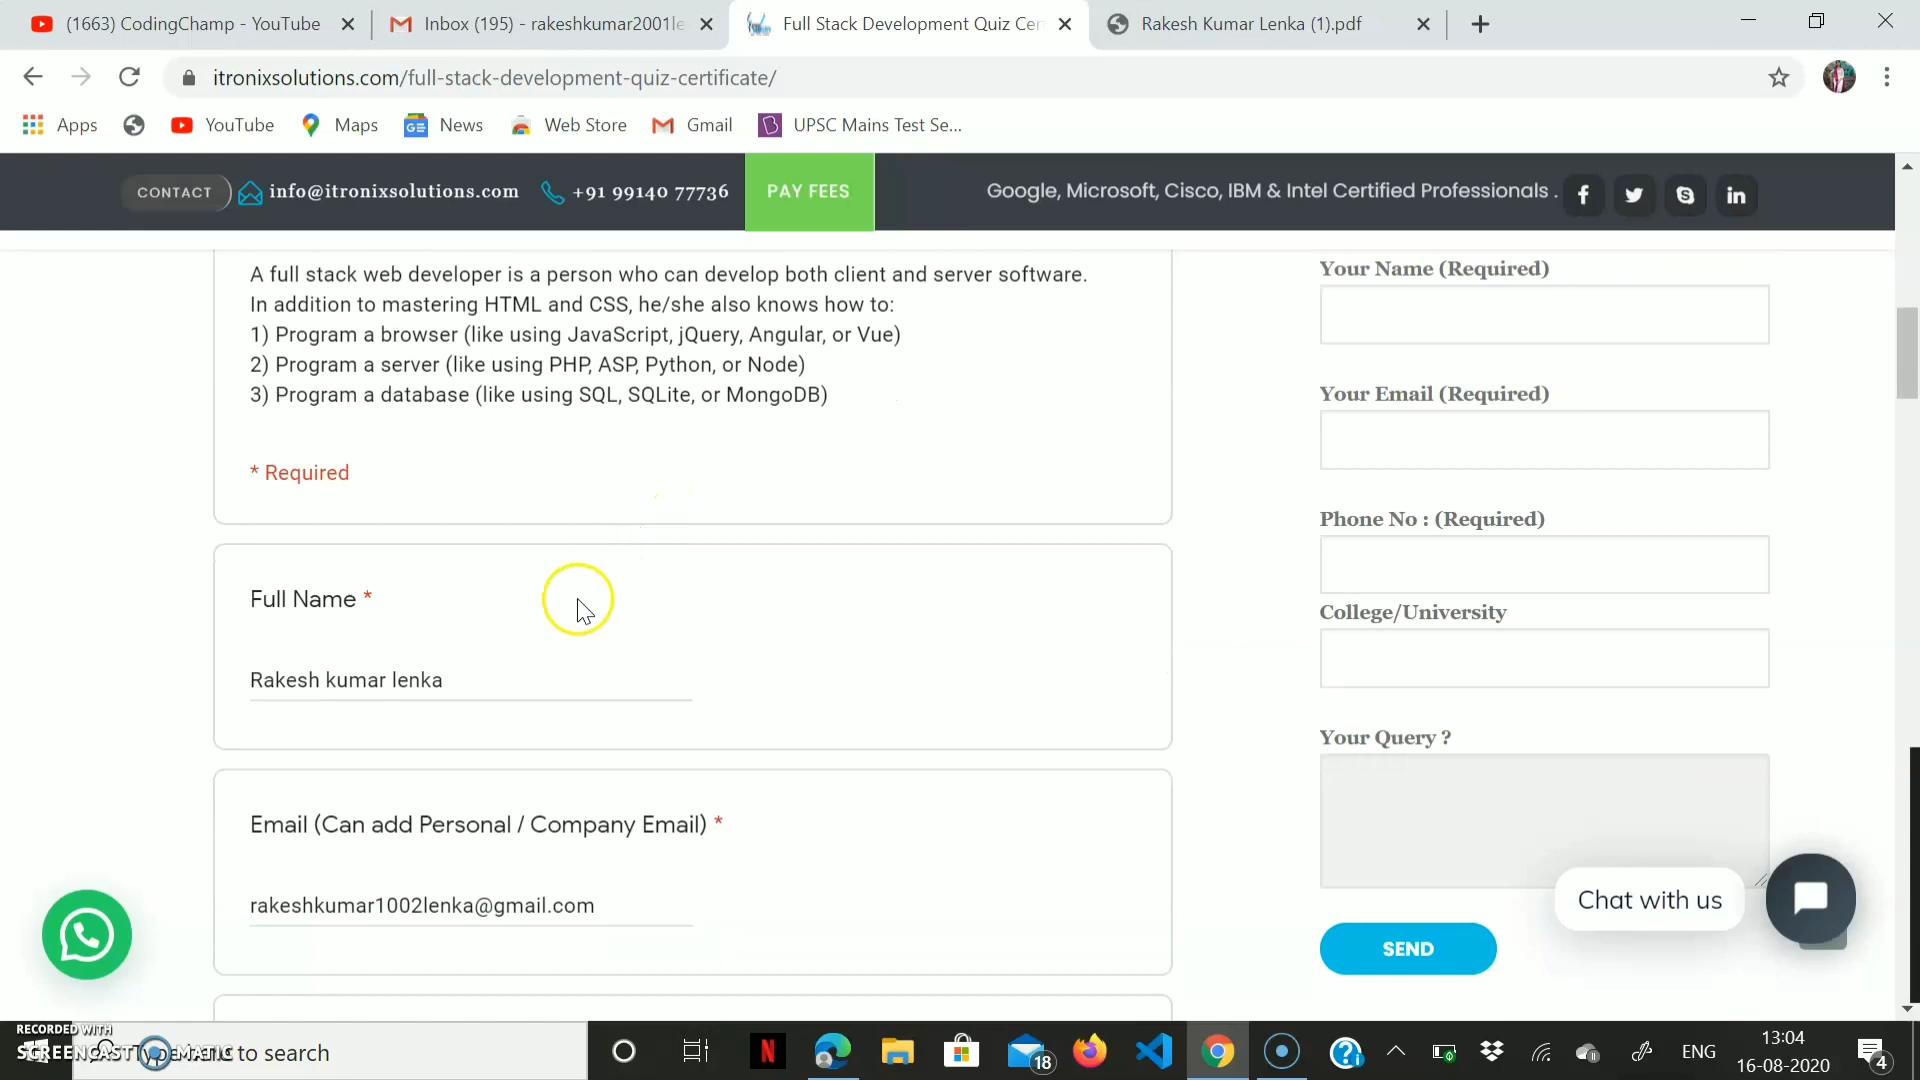 (1663) CodingChamp - YouTube
Inbox (195) - rakeshkumar2001le
Full Stack Development Quiz Cer
Rakesh Kumar Lenka (1).pdf
itronixsolutions.com/full-stack-development-quiz-certificate/
Apps
YouTube
Maps
News
Web Store
Gmail
UPSC Mains Test Se...
CONTACT
info@itronixsolutions.com
+91 99140 77736
PAY FEES
Google, Microsoft, Cisco, IBM & Intel Certified Professionals .
A full stack web developer is a person who can develop both client and server software.
In addition to mastering HTML and CSS, he/she also knows how to:
1) Program a browser (like using JavaScript, jQuery, Angular, or Vue)
2) Program a server (like using PHP, ASP, Python, or Node)
3) Program a database (like using SQL, SQLite, or MongoDB)
* Required
Full Name *
Rakesh kumar lenka
Email (Can add Personal / Company Email) *
rakeshkumar1002lenka@gmail.com
Your Name (Required)
Your Email (Required)
Phone No : (Required)
College/University
Your Query ?
Chat with us
SEND
RECORDED WITH
SCREENCAST MATIC
Type here to search
18
ENG
13:04
16-08-2020
4